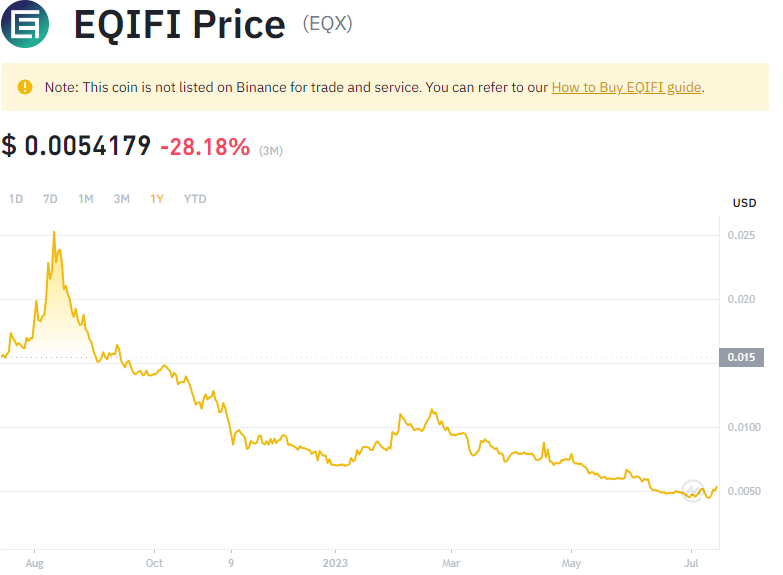 EQIFI Price (EQX)
Note: This coin is not listed on Binance for trade and service. You can refer to our How to Buy EQIFI guide.
$ 0.0054179 -28.18% (3M)
1D 7D 1M 3M 1Y YTD
USD
0.025
0.020
0.015
0.0100
0.0050
Aug Oct 9 2023 Mar May Jul